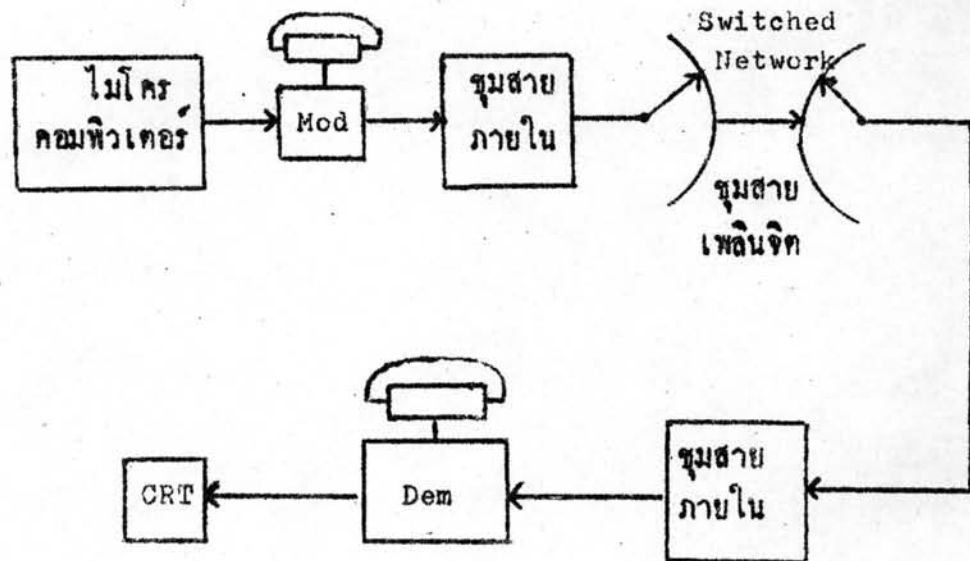 ไมโคร
คอมพิวเตอร์
Mod
ชุมสาย
ภายใน
Switched
Network
ชุมสาย
เพลินจิต
CRT
Dem
ชุมสาย
ภายใน